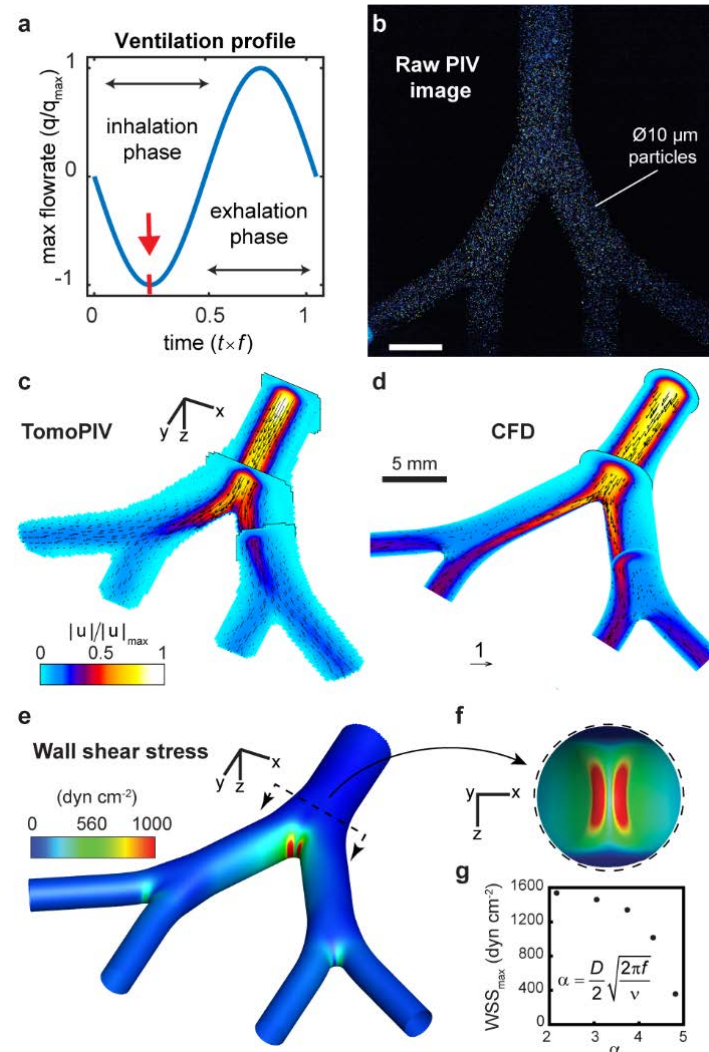 a
Ventilation profile
max flowrate (q/q_max)
1
0
-1
inhalation
phase
exhalation
phase
0
0.5
1
time (t×f)
b
Raw PIV
image
Ø10 µm
particles
c
TomoPIV
y
z
x
|u|/|u|_max
0
0.5
1
d
CFD
5 mm
1
e
Wall shear stress
(dyn cm⁻²)
0
560
1000
y
z
x
f
y
x
z
g
WSS_max (dyn cm⁻²)
1600
1200
800
400
0
α = D/2 √(2πf/ν)
2
3
4
5
α